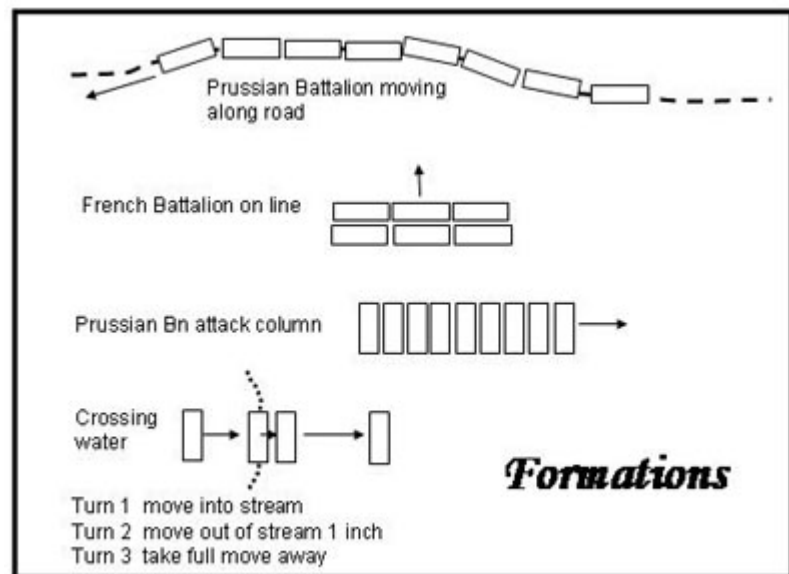 Prussian Battalion moving
along road
French Battalion on line
Prussian Bn attack column
Crossing
water
Formations
Turn 1 move into stream
Turn 2 move out of stream 1 inch
Turn 3 take full move away